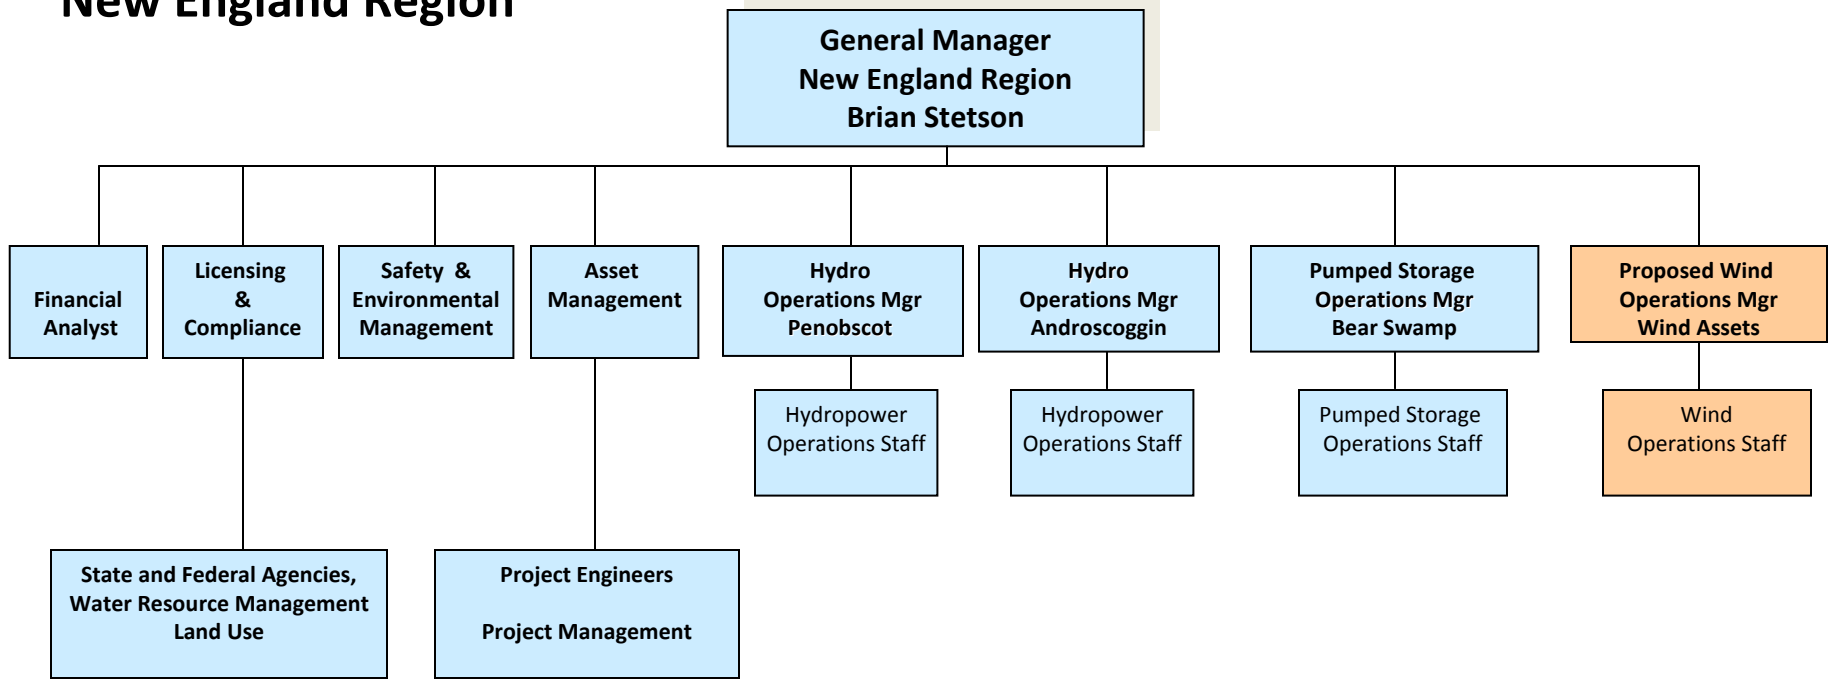 New England Region
General Manager
New England Region
Brian Stetson
Financial
Analyst
Licensing
&
Compliance
Safety &
Environmental
Management
Asset
Management
Hydro
Operations Mgr
Penobscot
Hydro
Operations Mgr
Androscoggin
Pumped Storage
Operations Mgr
Bear Swamp
Proposed Wind
Operations Mgr
Wind Assets
Hydropower
Operations Staff
Hydropower
Operations Staff
Pumped Storage
Operations Staff
Wind
Operations Staff
State and Federal Agencies,
Water Resource Management
Land Use
Project Engineers
Project Management